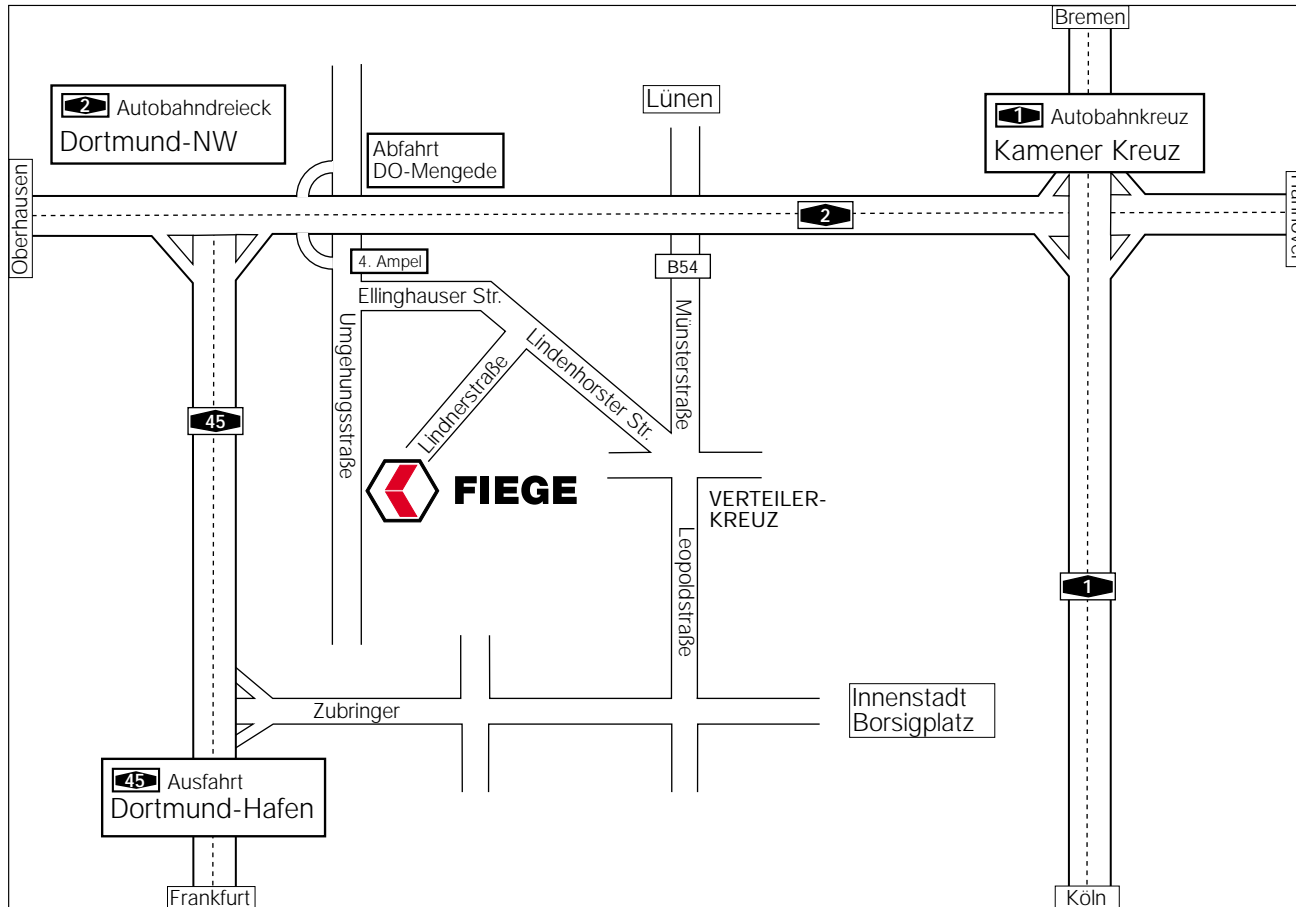 Bremen
2 Autobahndreieck
Dortmund-NW
Lünen
1 Autobahnkreuz
Kamener Kreuz
Abfahrt
DO-Mengede
Oberhausen
Hannover
2
4. Ampel
B54
Ellinghauser Str.
Umgehungsstraße
Lindnerstraße
Lindenhorster Str.
Münsterstraße
45
FIEGE
VERTEILER-
KREUZ
Leopoldstraße
1
Zubringer
Innenstadt
Borsigplatz
45 Ausfahrt
Dortmund-Hafen
Frankfurt
Köln